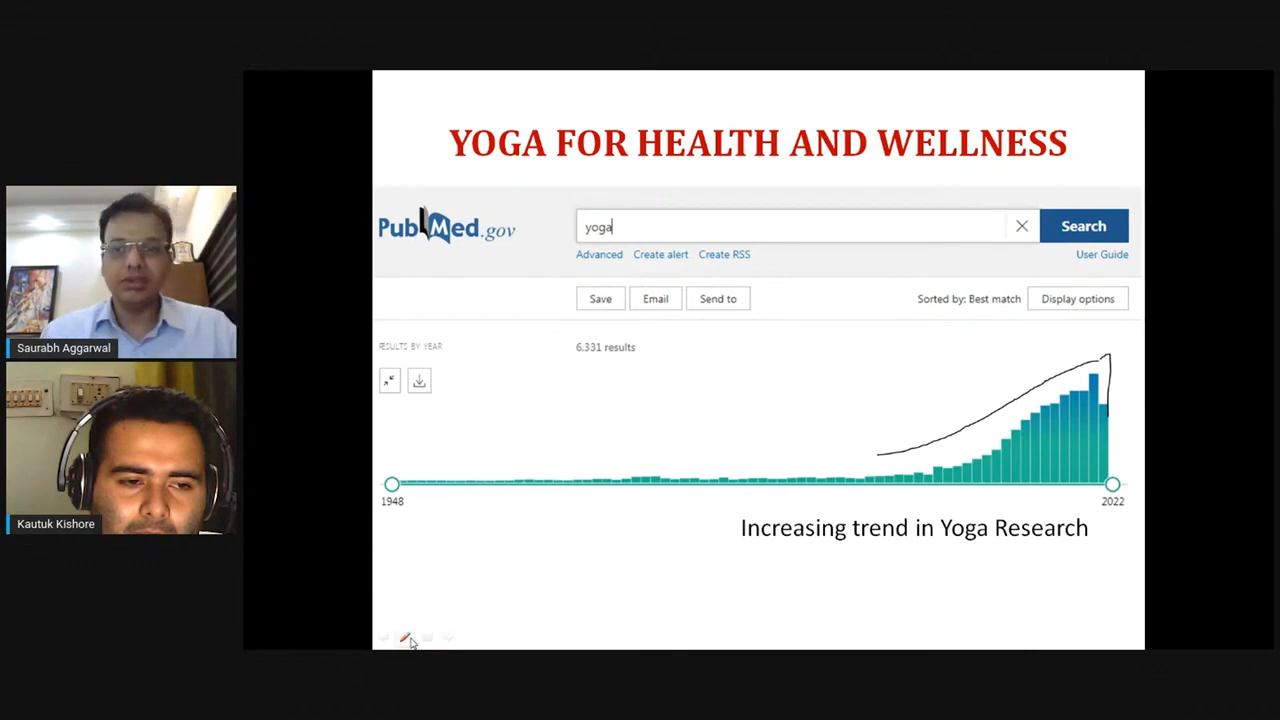 YOGA FOR HEALTH AND WELLNESS
PubMed.gov
yoga
Search
Advanced Create alert Create RSS
User Guide
Save Email Send to
Sorted by: Best match Display options
RESULTS BY YEAR
6,331 results
1948
2022
Increasing trend in Yoga Research
Saurabh Aggarwal
Kautuk Kishore